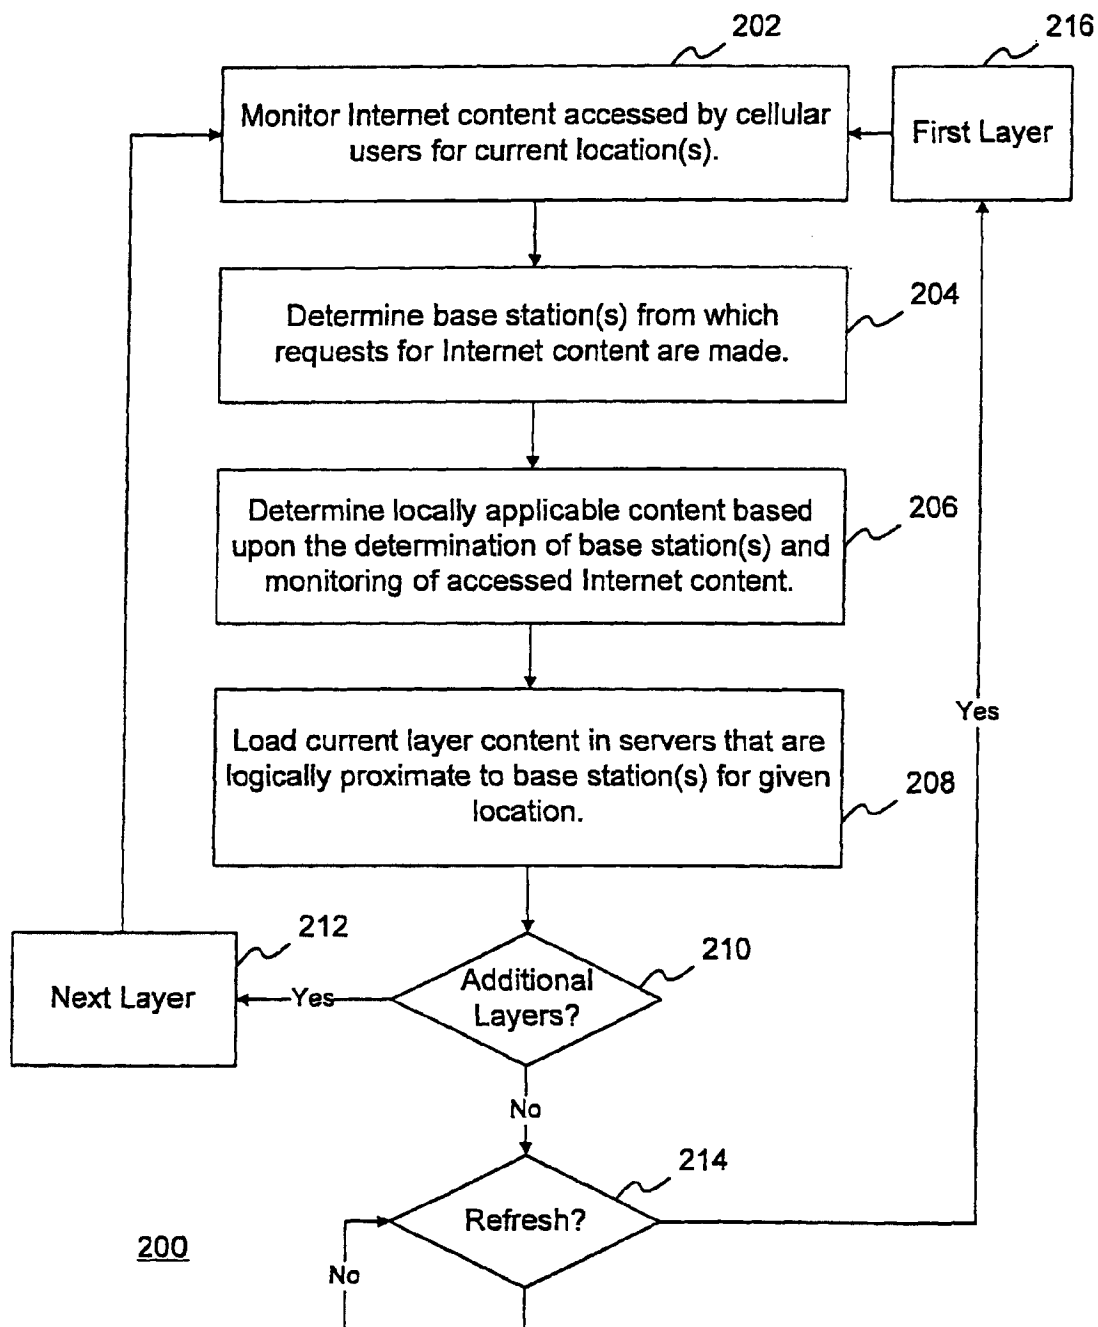 202
216
Monitor Internet content accessed by cellular
users for current location(s).
First Layer
204
Determine base station(s) from which
requests for Internet content are made.
206
Determine locally applicable content based
upon the determination of base station(s) and
monitoring of accessed Internet content.
Yes
Load current layer content in servers that are
logically proximate to base station(s) for given
location.
208
212
210
Next Layer
Yes
Additional
Layers?
No
214
Refresh?
200
No